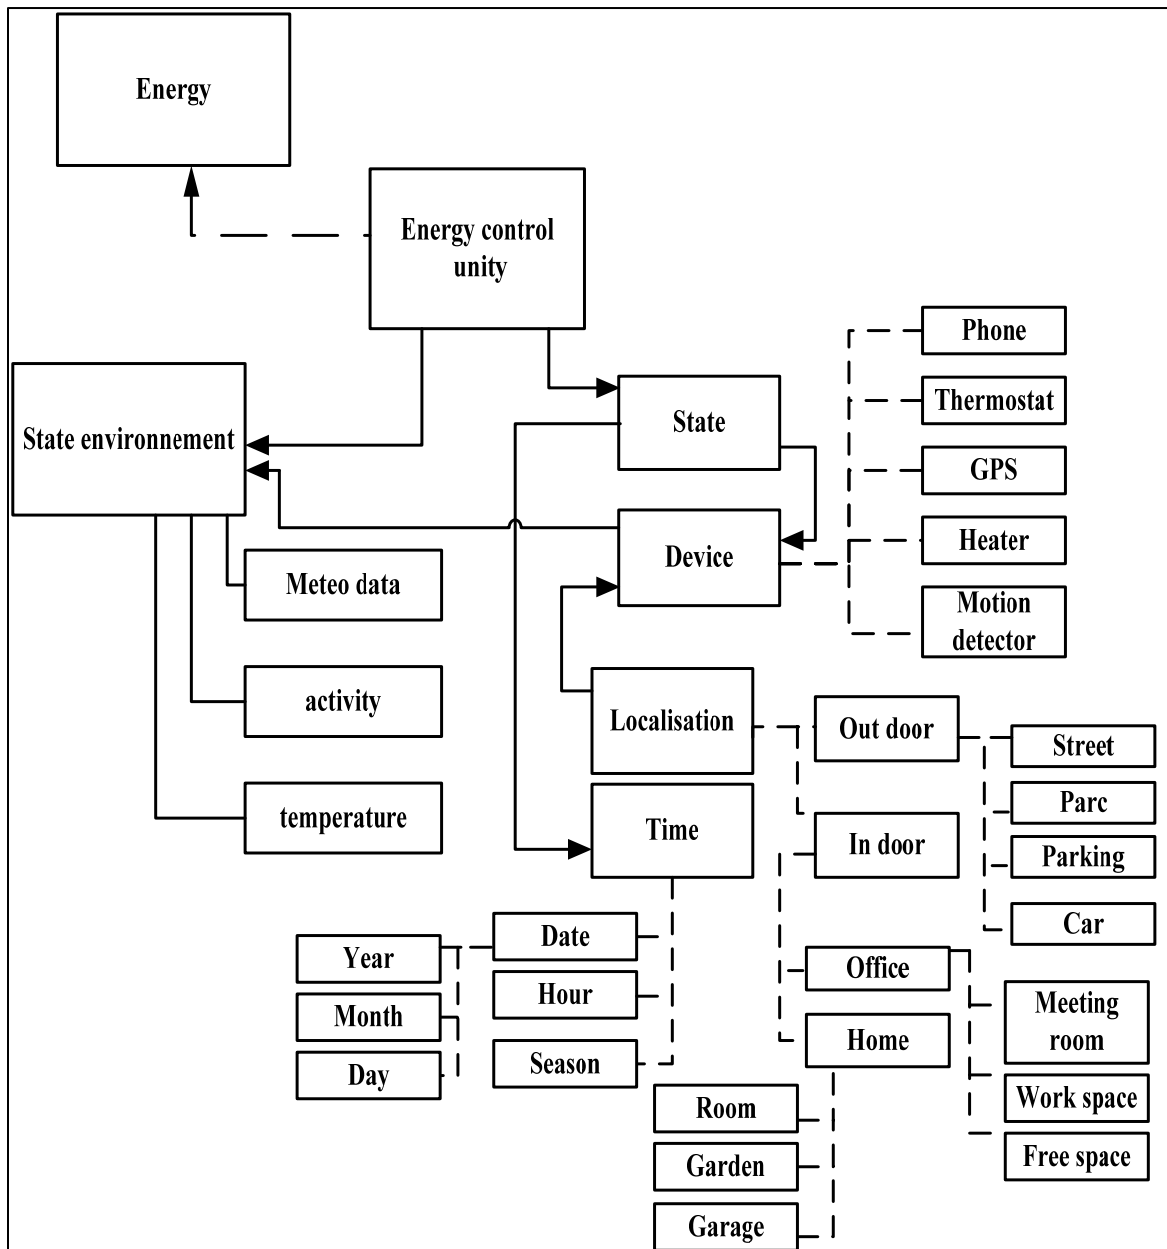 Energy
Energy control
unity
Phone
Thermostat
State
State environnement
GPS
Device
Heater
Meteo data
Motion
detector
activity
Localisation
Out door
Street
Parc
temperature
Time
In door
Parking
Car
Date
Year
Office
Hour
Month
Meeting
room
Home
Season
Day
Work space
Room
Free space
Garden
Garage